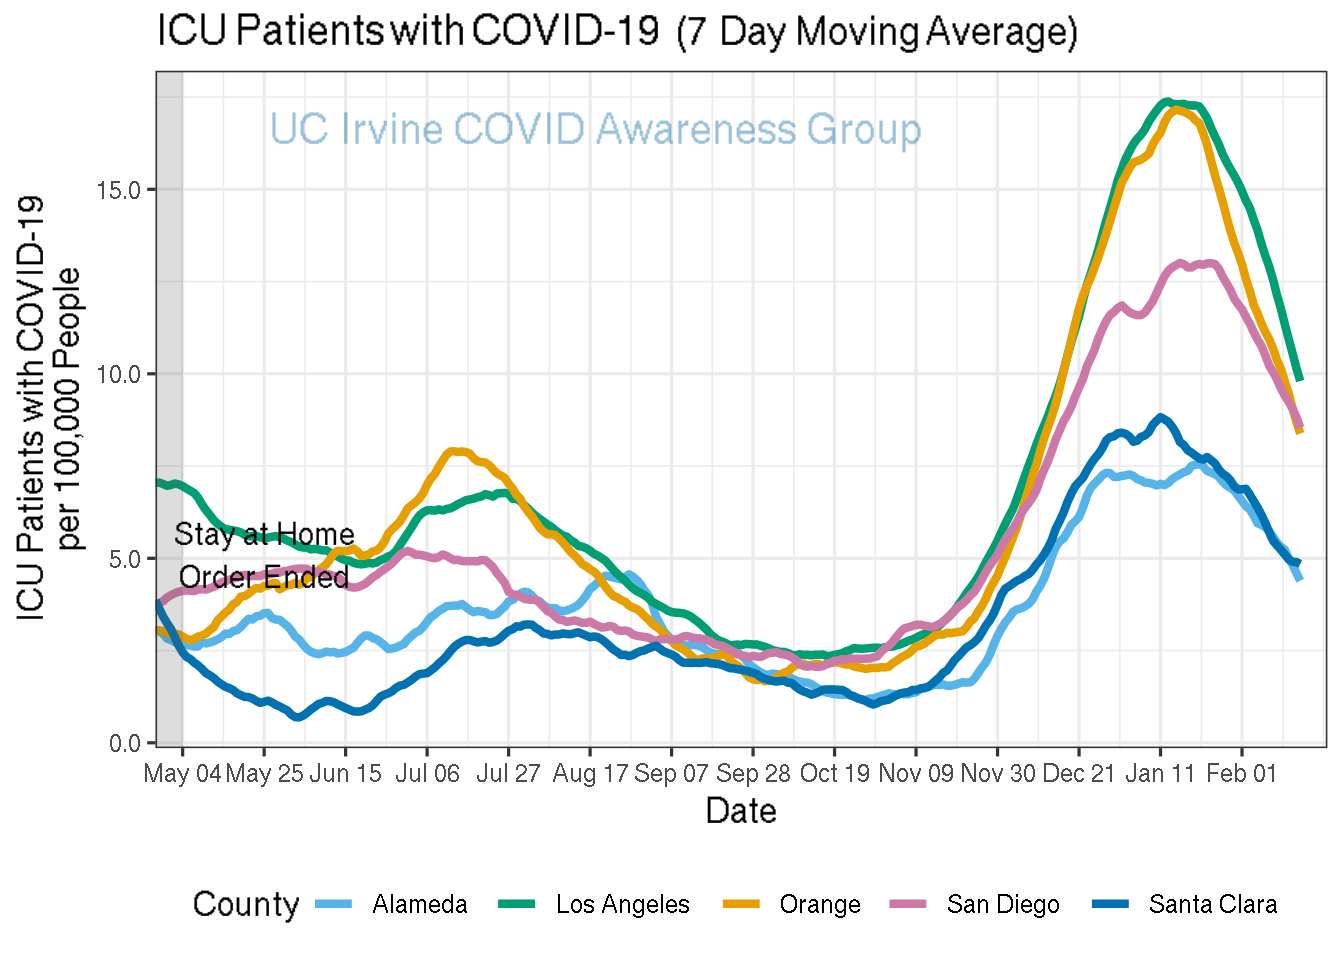 ICU Patients with COVID-19 (7 Day Moving Average)
UC Irvine COVID Awareness Group
ICU Patients with COVID-19
per 100,000 People
15.0
10.0
5.0
0.0
Stay at Home
Order Ended
May 04 May 25 Jun 15 Jul 06 Jul 27 Aug 17 Sep 07 Sep 28 Oct 19 Nov 09 Nov 30 Dec 21 Jan 11 Feb 01
Date
County Alameda Los Angeles Orange San Diego Santa Clara